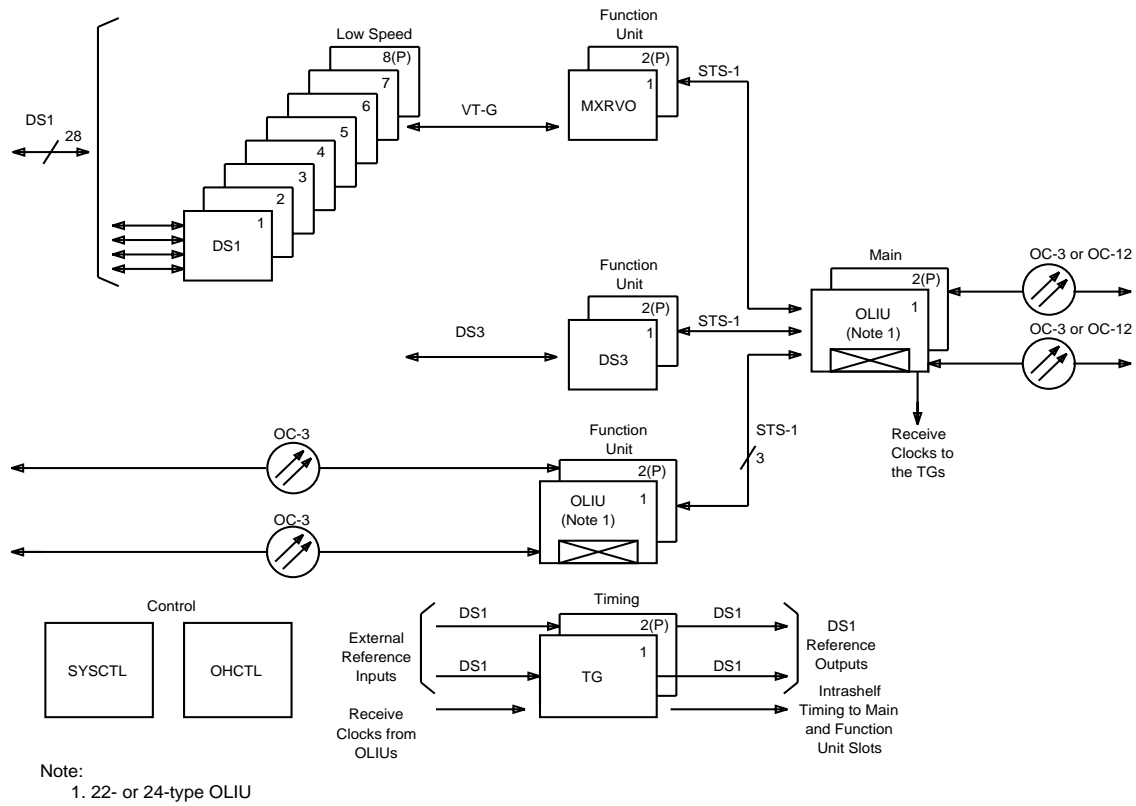 Function
Unit
Low Speed
8(P)
7
6
5
4
3
2
1
DS1
DS1
28
VT-G
2(P)
1
MXRVO
STS-1
Function
Unit
2(P)
1
DS3
DS3
STS-1
Main
2(P)
1
OLIU
(Note 1)
OC-3 or OC-12
OC-3 or OC-12
Receive
Clocks to
the TGs
Function
Unit
2(P)
1
OLIU
(Note 1)
STS-1
3
OC-3
OC-3
Control
SYSCTL
OHCTL
Timing
2(P)
1
TG
External
Reference
Inputs
DS1
DS1
Receive
Clocks from
OLIUs
DS1
DS1
DS1
Reference
Outputs
Intrashelf
Timing to Main
and Function
Unit Slots
Note:
1. 22- or 24-type OLIU